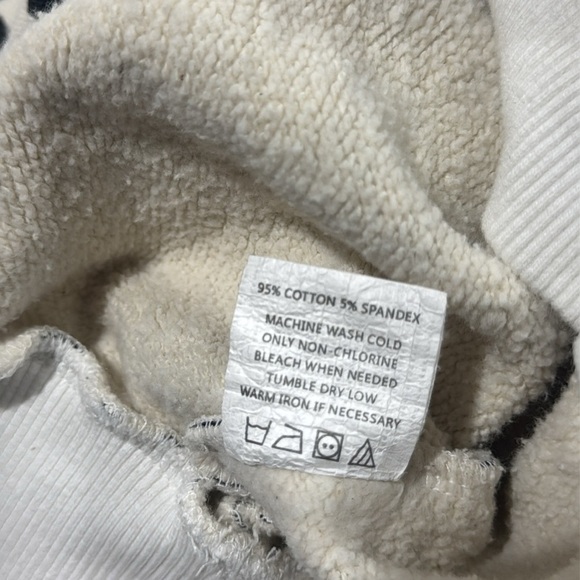 95% COTTON 5% SPANDEX
MACHINE WASH COLD
ONLY NON-CHLORINE
BLEACH WHEN NEEDED
TUMBLE DRY LOW
WARM IRON IF NECESSARY